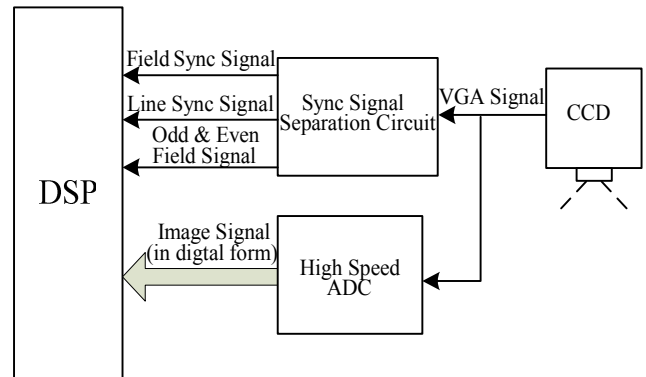 DSP
Field Sync Signal
Line Sync Signal
Odd & Even
Field Signal
Image Signal
(in digtal form)
Sync Signal
Separation Circuit
High Speed
ADC
VGA Signal
CCD